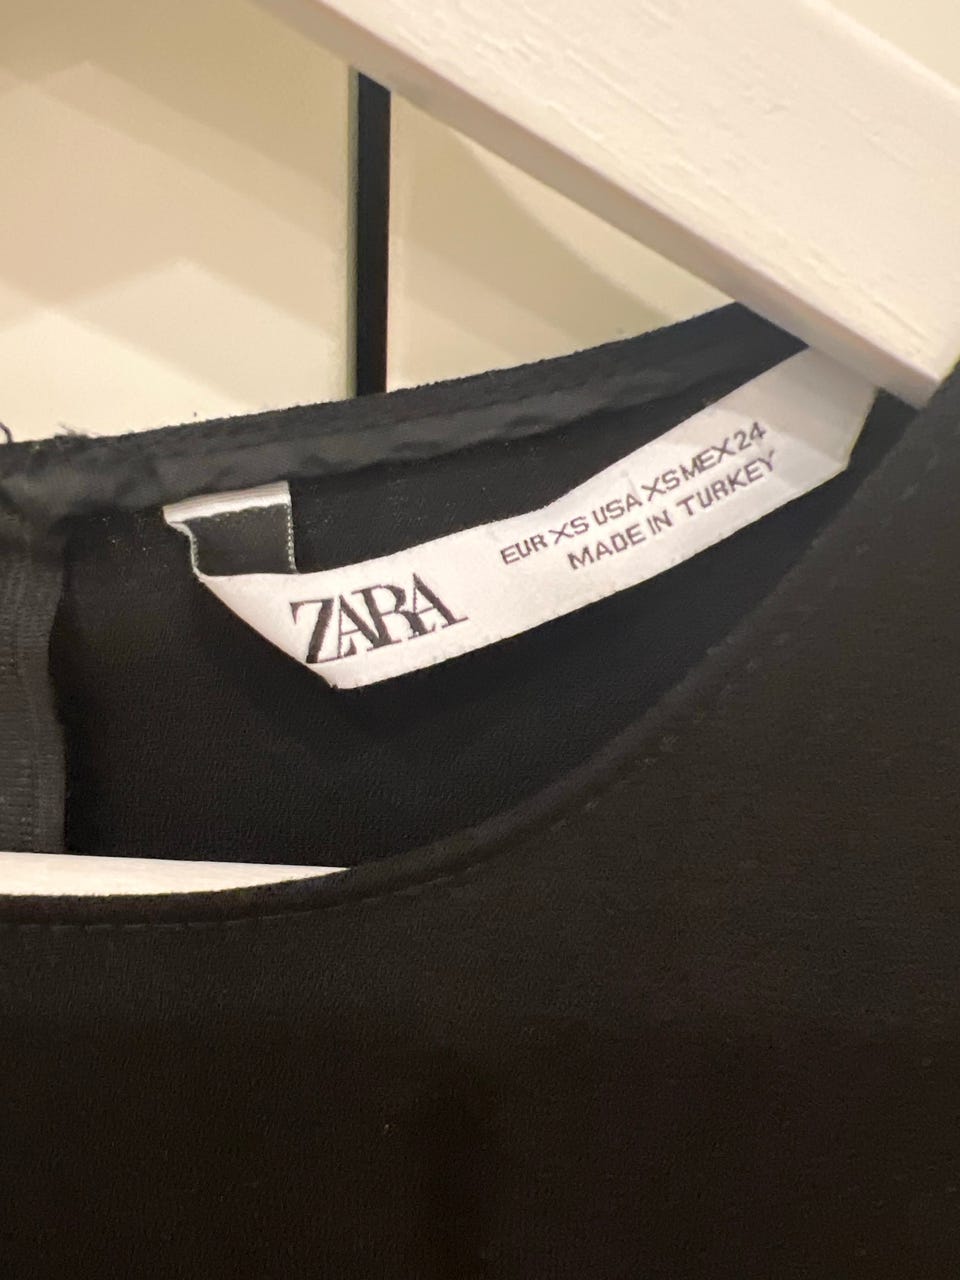 ZARA
EUR XS USA XS MEX 24
MADE IN TURKEY